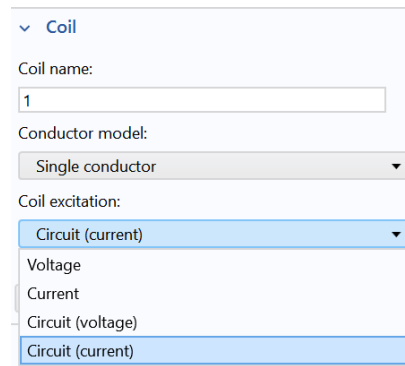 Coil
Coil name:
1
Conductor model:
Single conductor
Coil excitation:
Circuit (current)
Voltage
Current
Circuit (voltage)
Circuit (current)